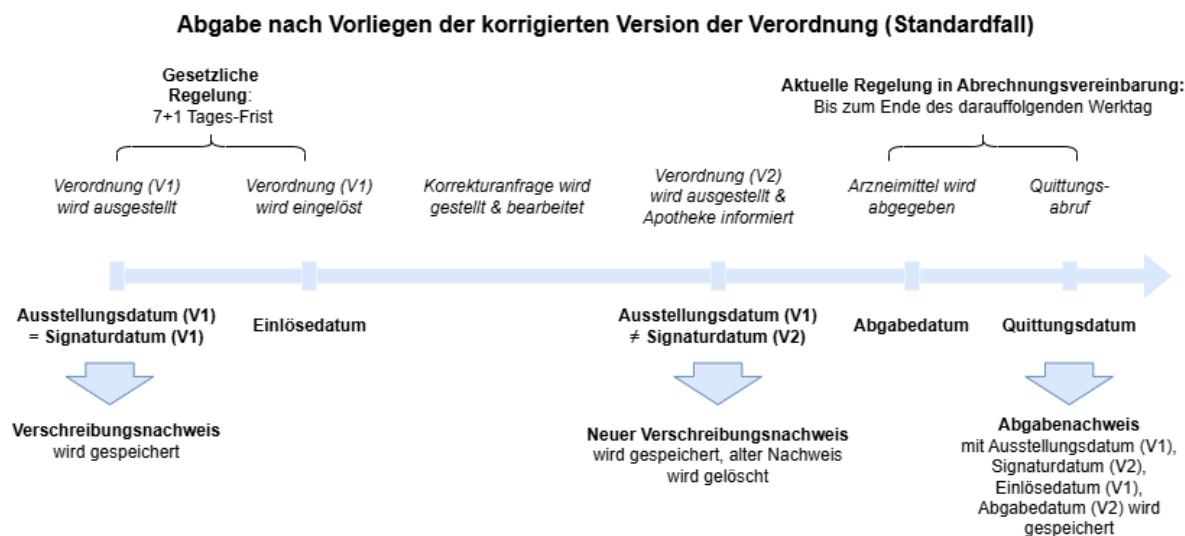 Abgabe nach Vorliegen der korrigierten Version der Verordnung (Standardfall)
Gesetzliche
Regelung:
7+1 Tages-Frist
Aktuelle Regelung in Abrechnungsvereinbarung:
Bis zum Ende des darauffolgenden Werktag
Verordnung (V1)
wird ausgestellt
Verordnung (V1)
wird eingelöst
Korrekturanfrage wird
gestellt & bearbeitet
Verordnung (V2)
wird ausgestellt &
Apotheke informiert
Arzneimittel wird
abgegeben
Quittungs-
abruf
Ausstellungsdatum (V1)
= Signaturdatum (V1)
Einlösedatum
Ausstellungsdatum (V1)
≠ Signaturdatum (V2)
Abgabedatum
Quittungsdatum
Verschreibungsnachweis
wird gespeichert
Neuer Verschreibungsnachweis
wird gespeichert, alter Nachweis
wird gelöscht
Abgabenachweis
mit Ausstellungsdatum (V1),
Signaturdatum (V2),
Einlösedatum (V1),
Abgabedatum (V2) wird
gespeichert